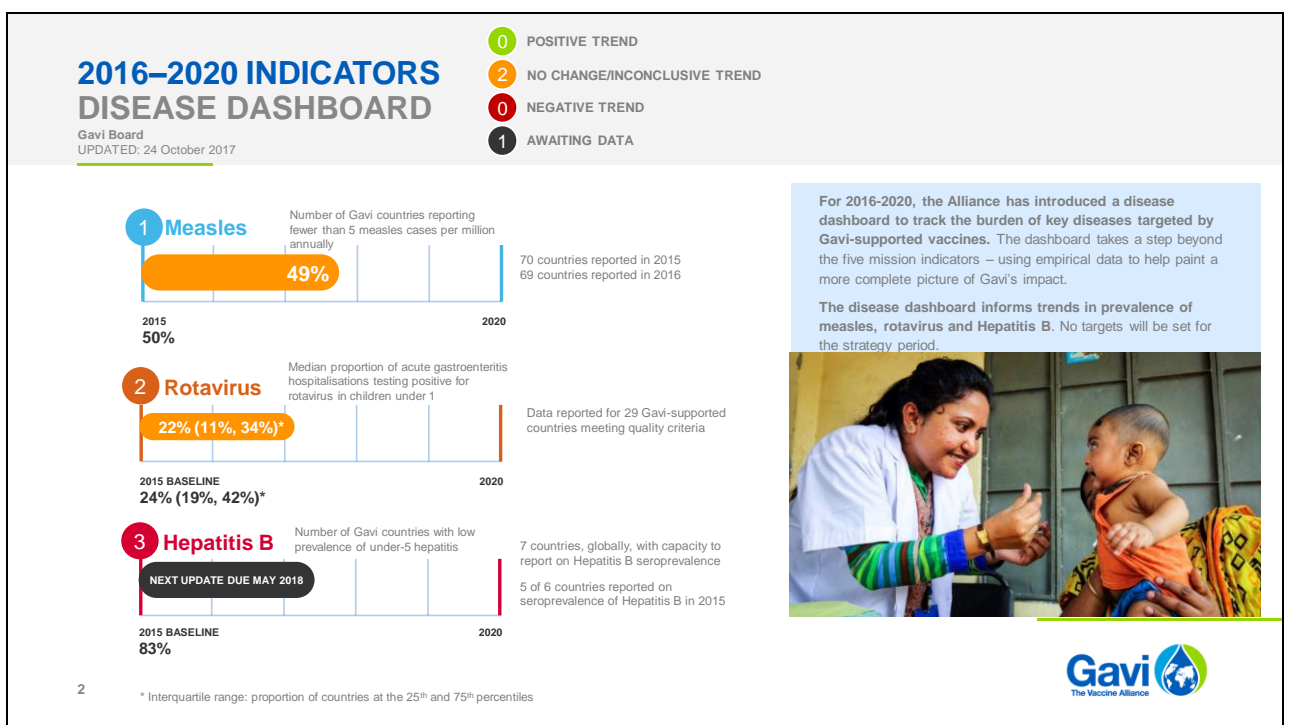 2016–2020 INDICATORS
DISEASE DASHBOARD
Gavi Board
UPDATED: 24 October 2017
0 POSITIVE TREND
2 NO CHANGE/INCONCLUSIVE TREND
0 NEGATIVE TREND
1 AWAITING DATA
1 Measles
Number of Gavi countries reporting
fewer than 5 measles cases per million
annually
49%
70 countries reported in 2015
69 countries reported in 2016
2015
2020
50%
2 Rotavirus
Median proportion of acute gastroenteritis
hospitalisations testing positive for
rotavirus in children under 1
22% (11%, 34%)*
Data reported for 29 Gavi-supported
countries meeting quality criteria
2015 BASELINE
2020
24% (19%, 42%)*
3 Hepatitis B
Number of Gavi countries with low
prevalence of under-5 hepatitis
NEXT UPDATE DUE MAY 2018
7 countries, globally, with capacity to
report on Hepatitis B seroprevalence
5 of 6 countries reported on
seroprevalence of Hepatitis B in 2015
2015 BASELINE
2020
83%
For 2016-2020, the Alliance has introduced a disease
dashboard to track the burden of key diseases targeted by
Gavi-supported vaccines. The dashboard takes a step beyond
the five mission indicators – using empirical data to help paint a
more complete picture of Gavi's impact.
The disease dashboard informs trends in prevalence of
measles, rotavirus and Hepatitis B. No targets will be set for
the strategy period.
Gavi
The Vaccine Alliance
2
* Interquartile range: proportion of countries at the 25th and 75th percentiles